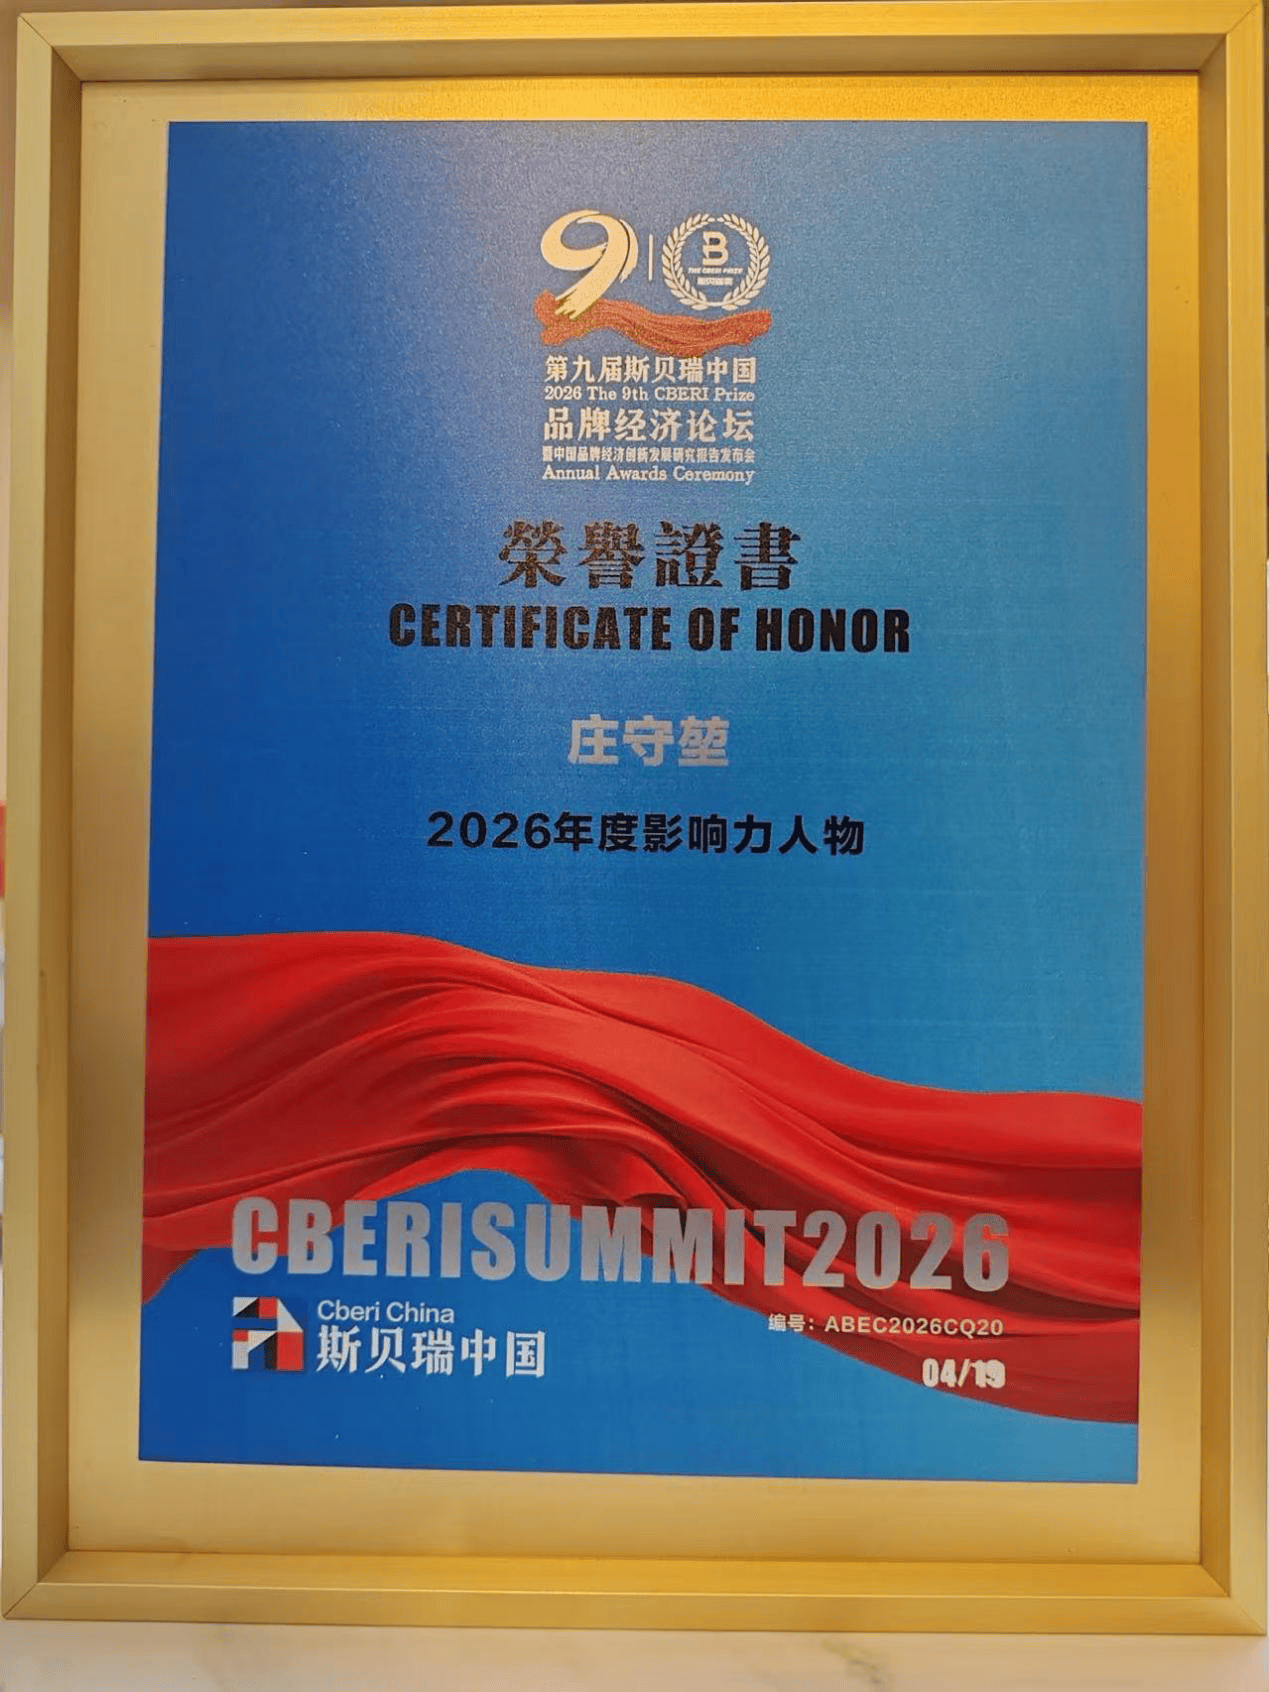 B
THE CBERI PRIZE
第九届斯贝瑞中国
2026 The 9th CBERI Prize
品牌经济论坛
暨中国品牌经济创新发展研究报告发布会
Annual Awards Ceremony
榮譽證書
CERTIFICATE OF HONOR
庄守堃
2026年度影响力人物
CBERISUMMIT2026
Cberi China
斯贝瑞中国
编号：ABEC2026CQ20
04/19